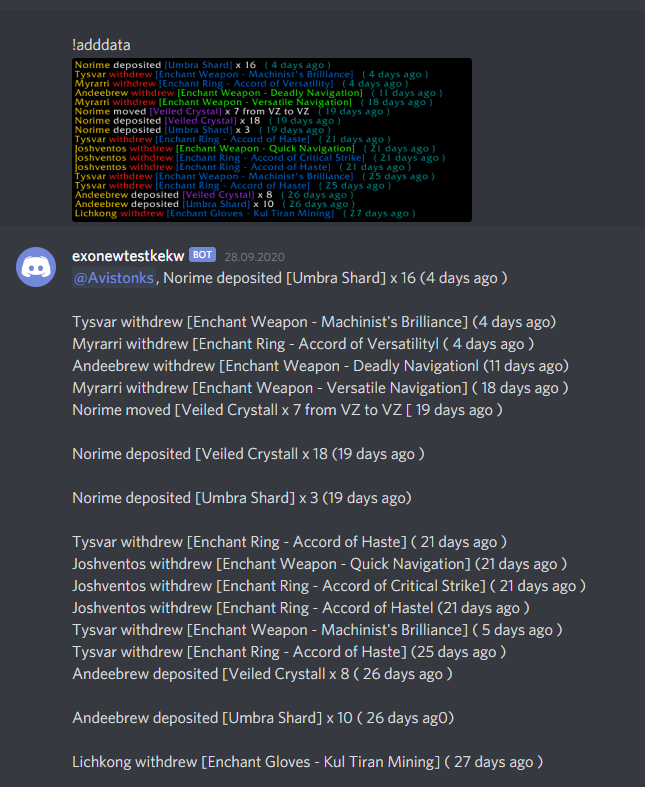 !adddata
Norime deposited [Umbra Shard] x 16 ( 4 days ago )
Tysvar withdrew [Enchant Weapon - Machinist's Brilliance] ( 4 days ago )
Myrarri withdrew [Enchant Ring - Accord of Versatility] ( 4 days ago )
Andeebrew withdrew [Enchant Weapon - Deadly Navigation] ( 11 days ago )
Myrarri withdrew [Enchant Weapon - Versatile Navigation] ( 18 days ago )
Norime moved [Veiled Crystal] x 7 from VZ to VZ ( 19 days ago )
Norime deposited [Veiled Crystal] x 18 ( 19 days ago )
Norime deposited [Umbra Shard] x 3 ( 19 days ago )
Tysvar withdrew [Enchant Ring - Accord of Haste] ( 21 days ago )
Joshventos withdrew [Enchant Weapon - Quick Navigation] ( 21 days ago )
Joshventos withdrew [Enchant Ring - Accord of Critical Strike] ( 21 days ago )
Joshventos withdrew [Enchant Ring - Accord of Haste] ( 21 days ago )
Tysvar withdrew [Enchant Weapon - Machinist's Brilliance] ( 25 days ago )
Tysvar withdrew [Enchant Ring - Accord of Haste] ( 25 days ago )
Andeebrew deposited [Veiled Crystal] x 8 ( 26 days ago )
Andeebrew deposited [Umbra Shard] x 10 ( 26 days ago )
Lichkong withdrew [Enchant Gloves - Kul Tiran Mining] ( 27 days ago )
exonewtestkekw BOT 28.09.2020
@Avistonks, Norime deposited [Umbra Shard] x 16 (4 days ago )
Tysvar withdrew [Enchant Weapon - Machinist's Brilliance] (4 days ago)
Myrarri withdrew [Enchant Ring - Accord of Versatilityl ( 4 days ago )
Andeebrew withdrew [Enchant Weapon - Deadly Navigationl (11 days ago)
Myrarri withdrew [Enchant Weapon - Versatile Navigation] ( 18 days ago )
Norime moved [Veiled Crystall x 7 from VZ to VZ [ 19 days ago )
Norime deposited [Veiled Crystall x 18 (19 days ago )
Norime deposited [Umbra Shard] x 3 (19 days ago)
Tysvar withdrew [Enchant Ring - Accord of Haste] ( 21 days ago )
Joshventos withdrew [Enchant Weapon - Quick Navigation] (21 days ago )
Joshventos withdrew [Enchant Ring - Accord of Critical Strike] ( 21 days ago )
Joshventos withdrew [Enchant Ring - Accord of Hastel (21 days ago )
Tysvar withdrew [Enchant Weapon - Machinist's Brilliance] ( 5 days ago )
Tysvar withdrew [Enchant Ring - Accord of Haste] (25 days ago )
Andeebrew deposited [Veiled Crystall x 8 ( 26 days ago )
Andeebrew deposited [Umbra Shard] x 10 ( 26 days ag0)
Lichkong withdrew [Enchant Gloves - Kul Tiran Mining] ( 27 days ago )